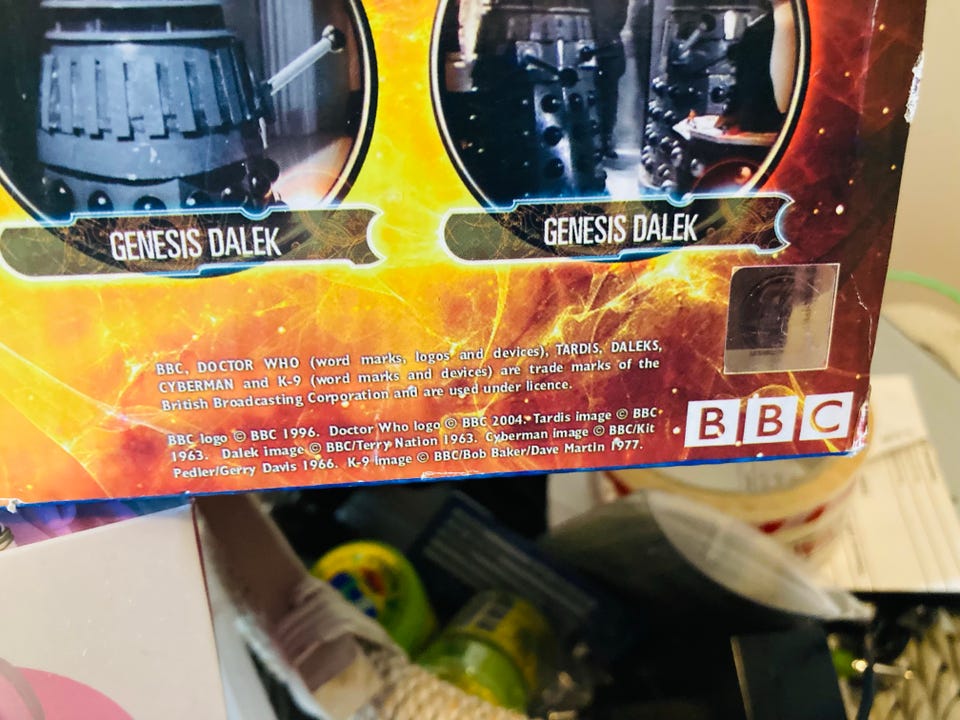 GENESIS DALEK
GENESIS DALEK
BBC, DOCTOR WHO (word marks, logos and devices), TARDIS, DALEKS,
CYBERMAN and K-9 (word marks and devices) are trade marks of the
British Broadcasting Corporation and are used under licence.
BBC logo © BBC 1996. Doctor Who logo © BBC 2004. Tardis image © BBC
1963. Dalek image © BBC/Terry Nation 1963. Cyberman image © BBC/Kit
Pedler/Gerry Davis 1966. K-9 image © BBC/Bob Baker/Dave Martin 1977.
BBC